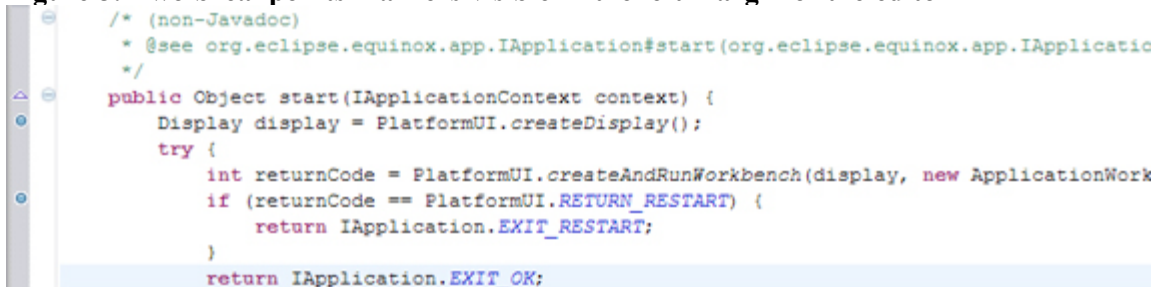 /* (non-Javadoc)
* @see org.eclipse.equinox.app.IApplication#start(org.eclipse.equinox.app.IApplicatio
*/
public Object start(IApplicationContext context) {
Display display = PlatformUI.createDisplay();
try {
int returnCode = PlatformUI.createAndRunWorkbench(display, new ApplicationWork
if (returnCode == PlatformUI.RETURN_RESTART) {
return IApplication.EXIT_RESTART;
}
return IApplication.EXIT_OK;